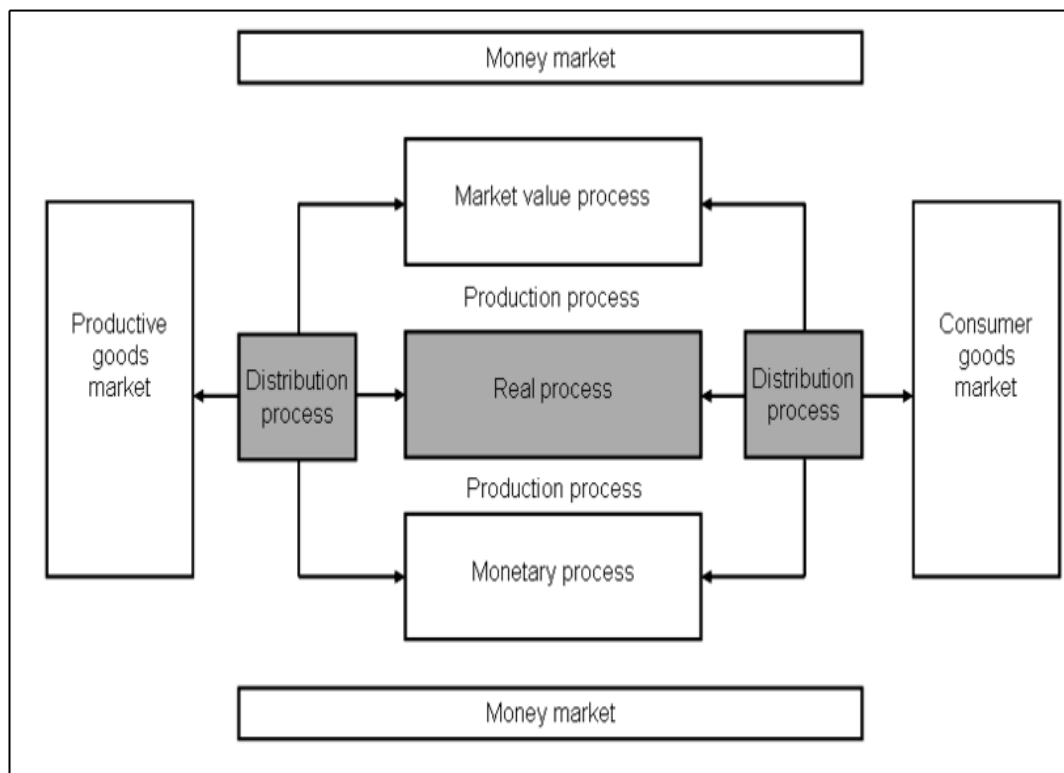 Money market
Market value process
Production process
Productive
goods
market
Distribution
process
Real process
Distribution
process
Consumer
goods
market
Production process
Monetary process
Money market